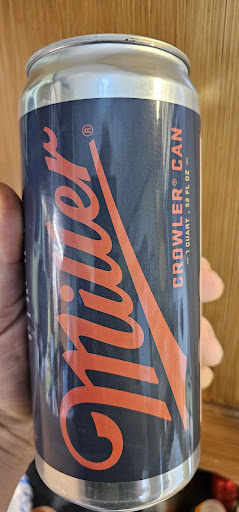 Miller®
CROWLER® CAN
— 1 QUART . 32 FL OZ —